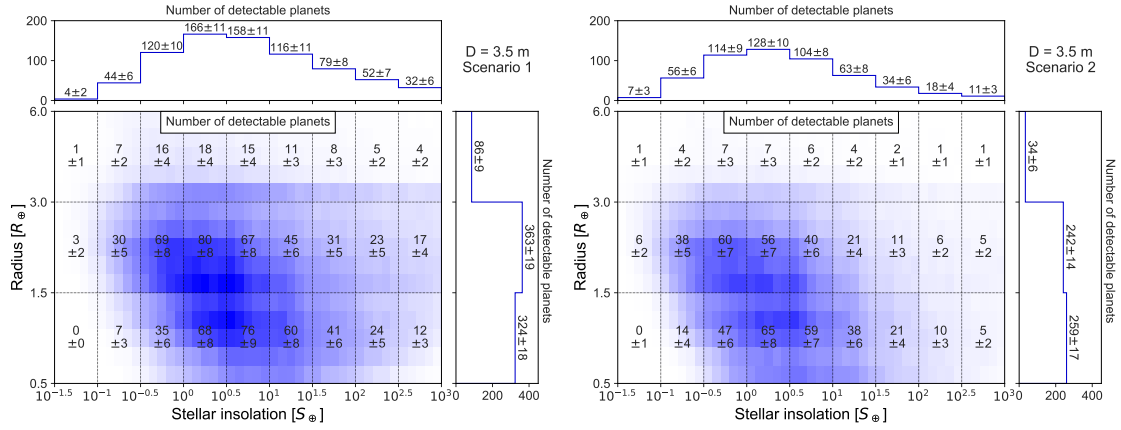 Number of detectable planets
200
100
0
4±2
44±6
120±10
166±11
158±11
116±11
79±8
52±7
32±6
D = 3.5 m
Scenario 1
Number of detectable planets
Radius [R⊕]
6.0
3.0
1.5
0.5
1 7 16 18 15 11 8 5 4
±1 ±2 ±4 ±4 ±4 ±3 ±3 ±2 ±2
3 30 69 80 67 45 31 23 17
±2 ±5 ±8 ±8 ±8 ±6 ±5 ±5 ±4
0 7 35 68 76 60 41 24 12
±0 ±3 ±6 ±8 ±9 ±8 ±6 ±5 ±3
10^−1.5 10^−1 10^−0.5 10^0 10^0.5 10^1 10^1.5 10^2 10^2.5 10^3
Stellar insolation [S⊕]
86±9
363±19
324±18
200 400
Number of detectable planets
Number of detectable planets
200
100
0
7±3
56±6
114±9
128±10
104±8
63±8
34±6
18±4
11±3
D = 3.5 m
Scenario 2
Number of detectable planets
Radius [R⊕]
6.0
3.0
1.5
0.5
1 4 7 7 6 4 2 1 1
±1 ±2 ±3 ±3 ±2 ±2 ±1 ±1 ±1
6 38 60 56 40 21 11 6 5
±2 ±5 ±7 ±7 ±6 ±4 ±3 ±2 ±2
0 14 47 65 59 38 21 10 5
±1 ±4 ±6 ±8 ±7 ±6 ±4 ±3 ±2
10^−1.5 10^−1 10^−0.5 10^0 10^0.5 10^1 10^1.5 10^2 10^2.5 10^3
Stellar insolation [S⊕]
34±6
242±14
259±17
200 400
Number of detectable planets